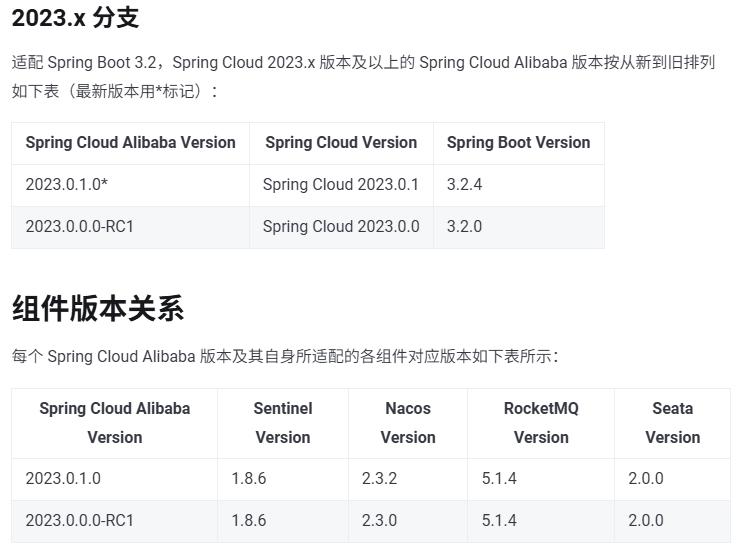 2023.x 分支
适配 Spring Boot 3.2，Spring Cloud 2023.x 版本及以上的 Spring Cloud Alibaba 版本按从新到旧排列
如下表（最新版本用*标记）：
Spring Cloud Alibaba Version Spring Cloud Version Spring Boot Version
2023.0.1.0* Spring Cloud 2023.0.1 3.2.4
2023.0.0.0-RC1 Spring Cloud 2023.0.0 3.2.0
组件版本关系
每个 Spring Cloud Alibaba 版本及其自身所适配的各组件对应版本如下表所示：
Spring Cloud Alibaba Sentinel Nacos RocketMQ Seata
Version Version Version Version Version
2023.0.1.0 1.8.6 2.3.2 5.1.4 2.0.0
2023.0.0.0-RC1 1.8.6 2.3.0 5.1.4 2.0.0